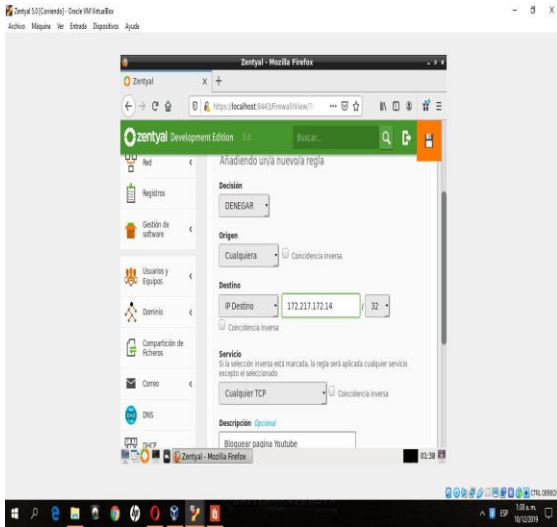 Zentyal 5.0 [Corriendo] - Oracle VM VirtualBox
Archivo Máquina Ver Entrada Dispositivos Ayuda
Zentyal - Mozilla Firefox
Zentyal
https://localhost:8443/Firewall/View/T
zentyal Development Edition 5.0
Buscar...
Red
Registros
Gestión de software
Usuarios y Equipos
Dominio
Compartición de Ficheros
Correo
DNS
DHCP
Añadiendo un/a nuevo/a regla
Decisión
DENEGAR
Origen
Cualquiera
Coincidencia inversa
Destino
IP Destino
172.217.172.14
/ 32
Coincidencia inversa
Servicio
Si la selección inversa está marcada, la regla será aplicada cualquier servicio
excepto el seleccionado
Cualquier TCP
Coincidencia inversa
Descripción Opcional
Bloquear pagina Youtube
Zentyal - Mozilla Firefox
01:38
CTRL DERECHO
ESP
1:38 a.m.
10/12/2019